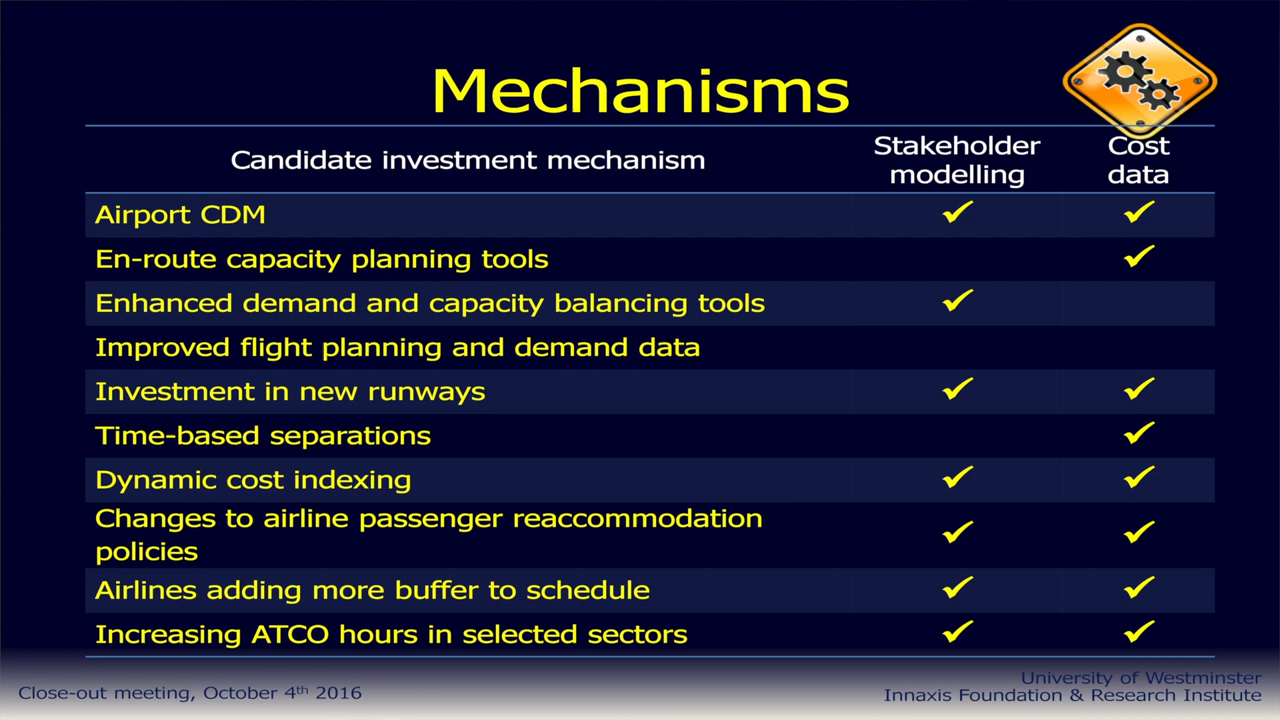 Mechanisms
Candidate investment mechanism
Stakeholder
modelling
Cost
data
Airport CDM ✓ ✓
En-route capacity planning tools ✓
Enhanced demand and capacity balancing tools ✓
Improved flight planning and demand data
Investment in new runways ✓ ✓
Time-based separations ✓
Dynamic cost indexing ✓ ✓
Changes to airline passenger reaccommodation
policies ✓ ✓
Airlines adding more buffer to schedule ✓ ✓
Increasing ATCO hours in selected sectors ✓ ✓
Close-out meeting, October 4th 2016
University of Westminster
Innaxis Foundation & Research Institute